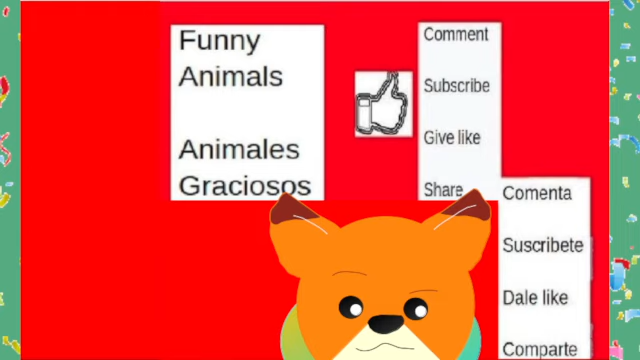 Funny
Animals
Animales
Graciosos
Comment
Subscribe
Give like
Share
Comenta
Suscribete
Dale like
Comparte